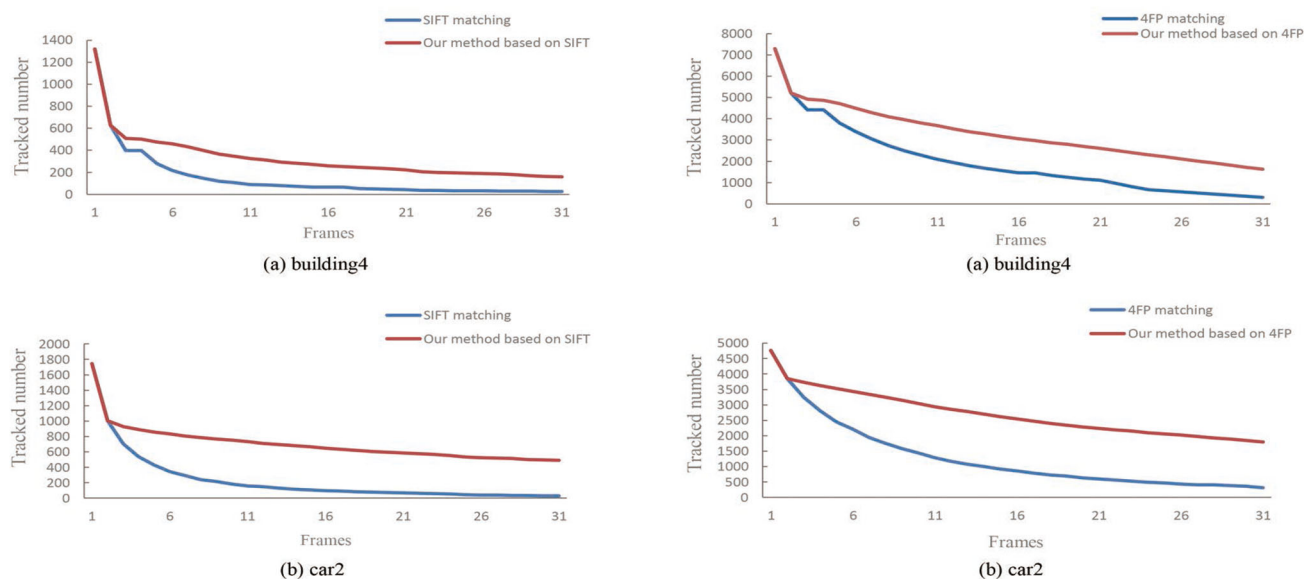 SIFT matching
Our method based on SIFT
1400
1200
1000
800
600
400
200
0
Tracked number
1 6 11 16 21 26 31
Frames
(a) building4
4FP matching
Our method based on 4FP
8000
7000
6000
5000
4000
3000
2000
1000
0
Tracked number
1 6 11 16 21 26 31
Frames
(a) building4
SIFT matching
Our method based on SIFT
2000
1800
1600
1400
1200
1000
800
600
400
200
0
Tracked number
1 6 11 16 21 26 31
Frames
(b) car2
4FP matching
Our method based on 4FP
5000
4500
4000
3500
3000
2500
2000
1500
1000
500
0
Tracked number
1 6 11 16 21 26 31
Frames
(b) car2